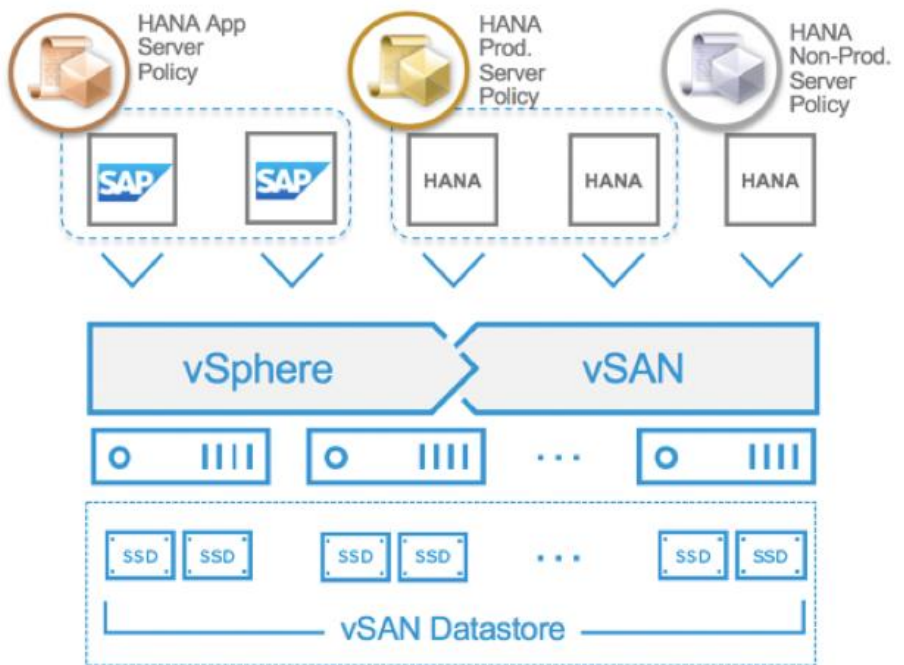 HANA App
Server
Policy
HANA
Prod.
Server
Policy
HANA
Non-Prod.
Server
Policy
SAP
SAP
HANA
HANA
HANA
vSphere
vSAN
...
SSD
SSD
SSD
SSD
...
SSD
SSD
vSAN Datastore